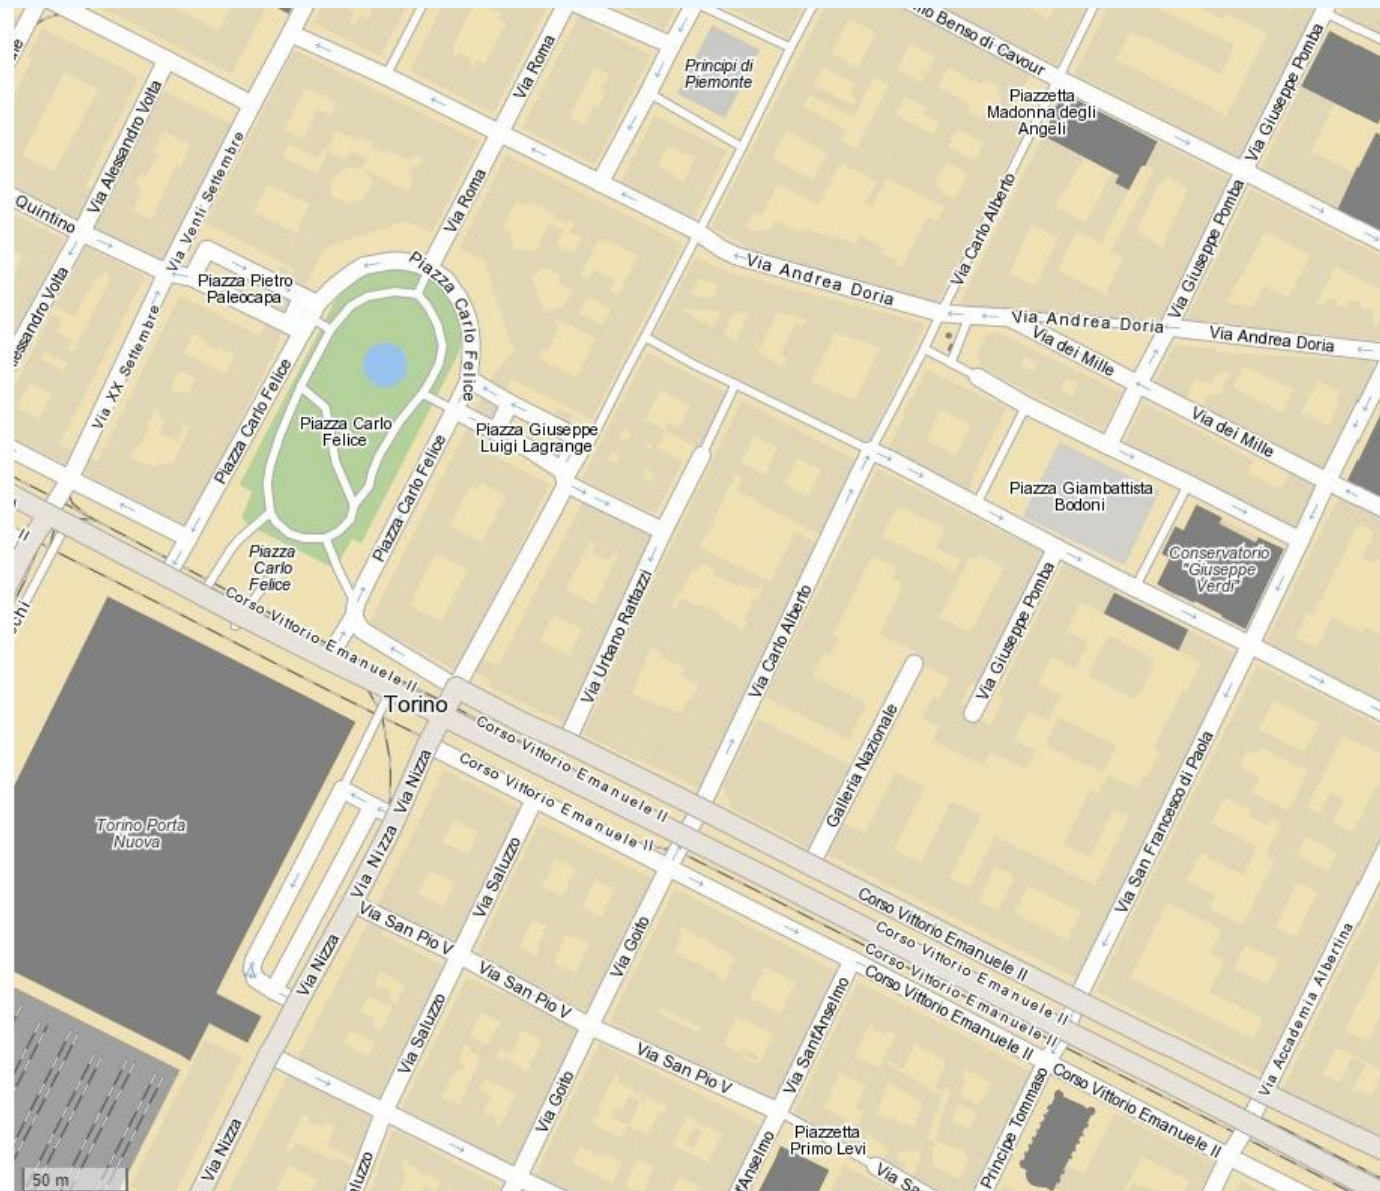 Via Roma
Principi di
Piemonte
Benso di Cavour
Via Giuseppe Pomba
Piazzetta
Madonna degli
Angeli
Via Alessandro Volta
Via Venti Settembre
Via Roma
Via Carlo Alberto
Via Giuseppe Pomba
Quintino
Piazza Pietro
Paleocapa
Piazza Carlo Felice
Via Andrea Doria
Via Andrea Doria
Via Andrea Doria
Via dei Mille
Via dei Mille
Via XX Settembre
Piazza Carlo Felice
Piazza Carlo
Felice
Piazza Carlo Felice
Piazza Giuseppe
Luigi Lagrange
Piazza Giambattista
Bodoni
Conservatorio
"Giuseppe
Verdi"
Piazza
Carlo
Felice
Corso Vittorio Emanuele II
Via Urbano Rattazzi
Via Carlo Alberto
Via Giuseppe Pomba
Galleria Nazionale
Via San Francesco di Paola
Torino
Corso Vittorio Emanuele II
Corso Vittorio Emanuele II
Via Nizza
Via Nizza
Via Nizza
Via Nizza
Torino Porta
Nuova
Via Saluzzo
Via Goito
Via San Pio V
Via San Pio V
Via San Pio V
Corso Vittorio Emanuele II
Corso Vittorio Emanuele II
Corso Vittorio Emanuele II
Corso Vittorio Emanuele II
Corso Vittorio Emanuele II
Via Accademia Albertina
Via Saluzzo
Via Goito
Via Sant'Anselmo
Principe Tommaso
Piazzetta
Primo Levi
50 m